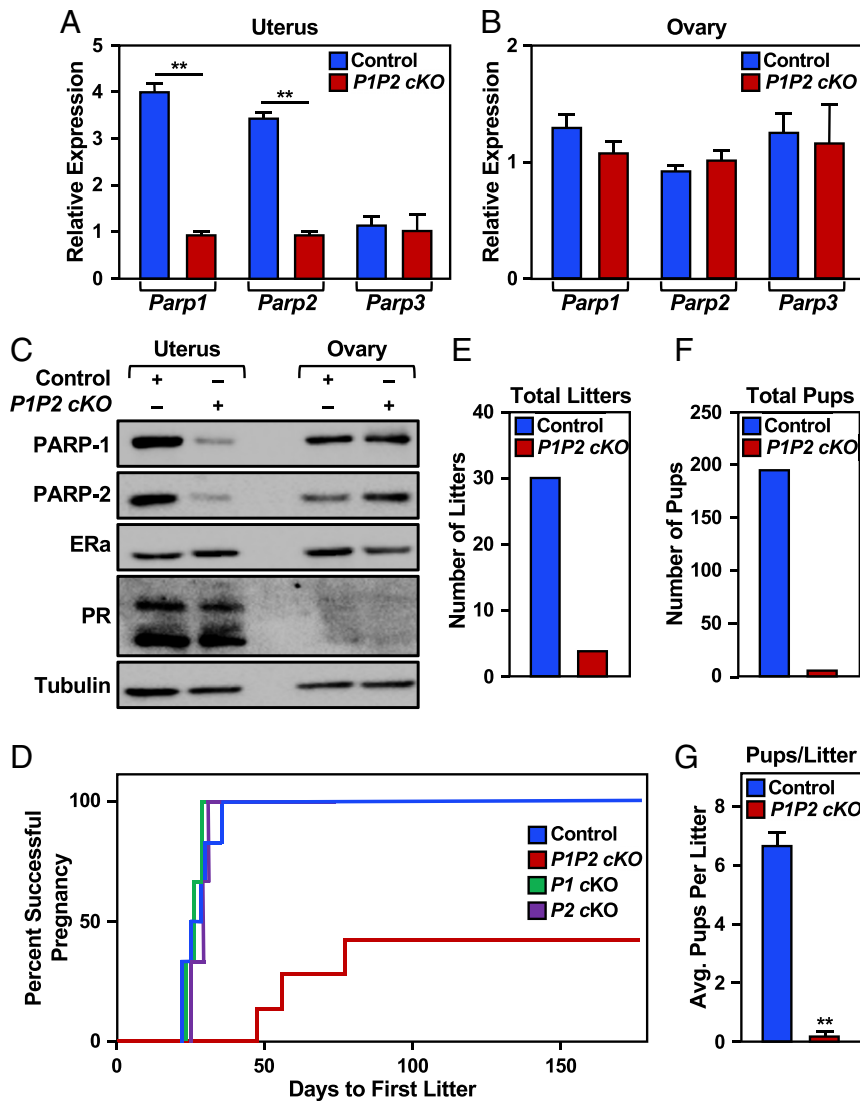 A
Uterus
Relative Expression
5
4
3
2
1
0
**
**
Control
P1P2 cKO
Parp1
Parp2
Parp3
B
Ovary
Relative Expression
2
1
0
Control
P1P2 cKO
Parp1
Parp2
Parp3
C
Uterus
Ovary
Control + – + –
P1P2 cKO – + – +
PARP-1
PARP-2
ERa
PR
Tubulin
E
Total Litters
Number of Litters
40
30
20
10
0
Control
P1P2 cKO
F
Total Pups
Number of Pups
250
200
150
100
50
0
Control
P1P2 cKO
D
Percent Successful
Pregnancy
100
50
0
Control
P1P2 cKO
P1 cKO
P2 cKO
0 50 100 150
Days to First Litter
G
Pups/Litter
Avg. Pups Per Litter
8
6
4
2
0
Control
P1P2 cKO
**